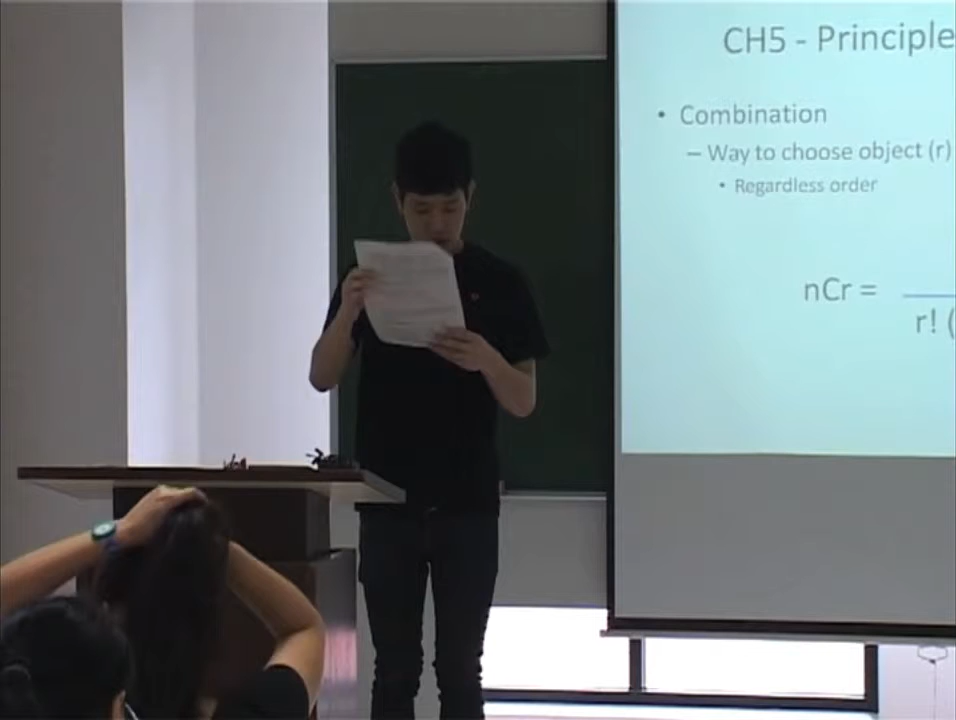 CH5 - Principle
• Combination
– Way to choose object (r)
• Regardless order
nCr =
r! (